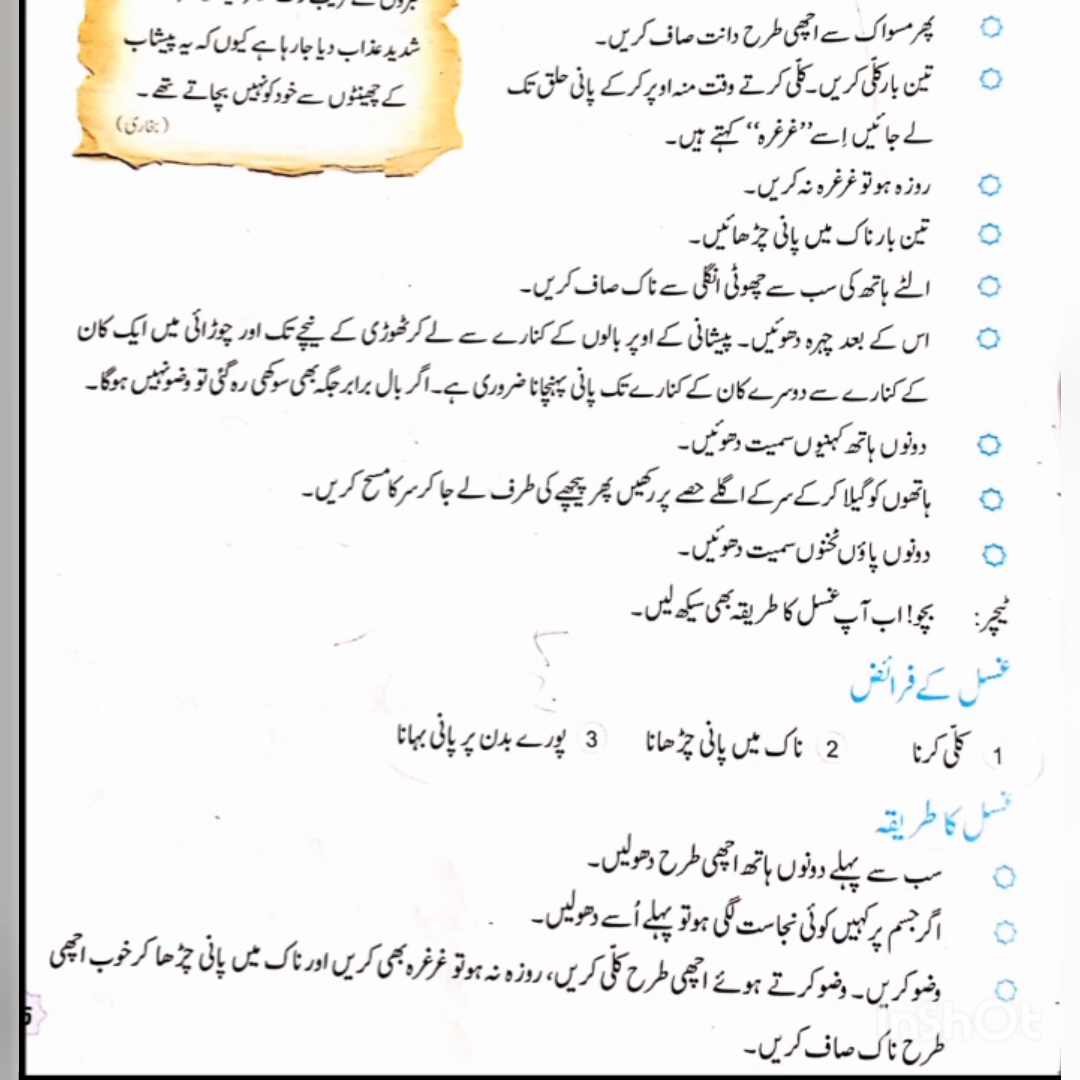 شدید عذاب دیا جارہا ہے کیوں کہ یہ پیشاب
کے چھینٹوں سے خود کو نہیں بچاتے تھے ۔
(بخاری)
پھر مسواک سے اچھی طرح دانت صاف کریں۔
تین بار کلّی کریں۔ کلّی کرتے وقت منہ اوپر کرکے پانی حلق تک
لے جائیں اِسے ’’غرغرہ‘‘ کہتے ہیں۔
روزہ ہو تو غرغرہ نہ کریں۔
تین بار ناک میں پانی چڑھائیں۔
الٹے ہاتھ کی سب سے چھوٹی انگلی سے ناک صاف کریں۔
اس کے بعد چہرہ دھوئیں۔ پیشانی کے اوپر بالوں کے کنارے سے لے کر ٹھوڑی کے نیچے تک اور چوڑائی میں ایک کان
کے کنارے سے دوسرے کان کے کنارے تک پانی پہنچانا ضروری ہے۔ اگر بال برابر جگہ بھی سوکھی رہ گئی تو وضو نہیں ہوگا۔
دونوں ہاتھ کہنیوں سمیت دھوئیں۔
ہاتھوں کو گیلا کرکے سر کے اگلے حصے پر رکھیں پھر پیچھے کی طرف لے جا کر سر کا مسح کریں۔
دونوں پاؤں ٹخنوں سمیت دھوئیں۔
ٹیچر: بچو! اب آپ غسل کا طریقہ بھی سیکھ لیں۔
غسل کے فرائض
1 کلّی کرنا 2 ناک میں پانی چڑھانا 3 پورے بدن پر پانی بہانا
غسل کا طریقہ
سب سے پہلے دونوں ہاتھ اچھی طرح دھولیں۔
اگر جسم پر کہیں کوئی نجاست لگی ہو تو پہلے اُسے دھولیں۔
وضو کریں۔ وضو کرتے ہوئے اچھی طرح کلّی کریں، روزہ نہ ہو تو غرغرہ بھی کریں اور ناک میں پانی چڑھا کر خوب اچھی
طرح ناک صاف کریں۔
InShOt